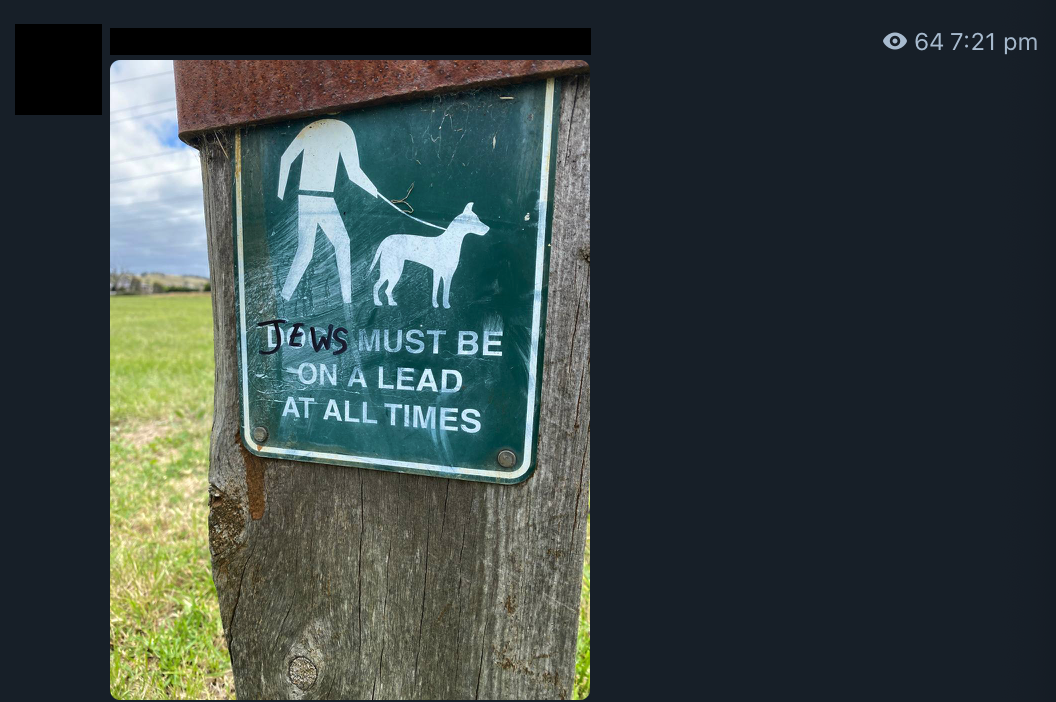 64 7:21 pm
JEWS MUST BE
ON A LEAD
AT ALL TIMES